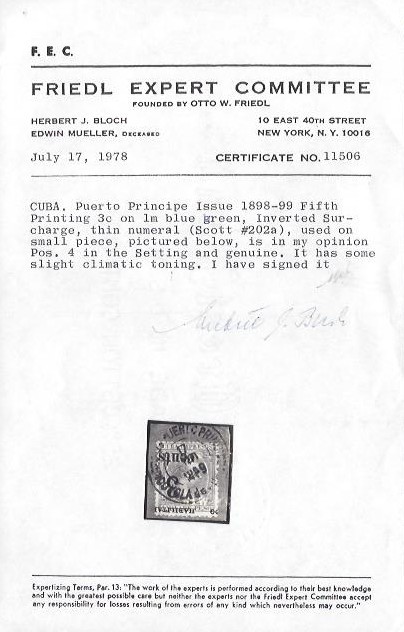 F. E. C.
FRIEDL EXPERT COMMITTEE
FOUNDED BY OTTO W. FRIEDL
HERBERT J. BLOCH 10 EAST 40TH STREET
EDWIN MUELLER, DECEASED NEW YORK, N. Y. 10016
July 17, 1978 CERTIFICATE NO. 11506
CUBA. Puerto Principe Issue 1898-99 Fifth
Printing 3c on 1m blue green, Inverted Sur-
charge, thin numeral (Scott #202a), used on
small piece, pictured below, is in my opinion
Pos. 4 in the Setting and genuine. It has some
slight climatic toning. I have signed it
Herbert J. Bloch
cents
HABILITADO
Expertizing Terms, Par. 13: "The work of the experts is performed according to their best knowledge
and with the greatest possible care but neither the experts nor the Friedl Expert Committee accept
any responsibility for losses resulting from errors of any kind which nevertheless may occur."